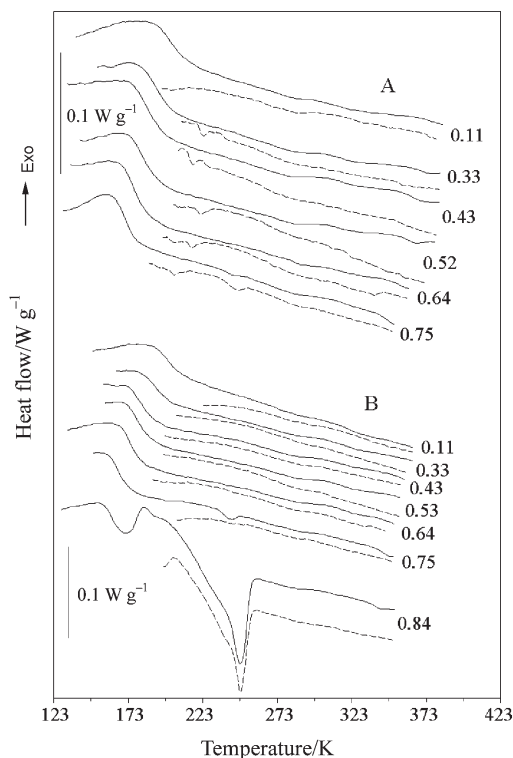 A
0.1 W g⁻¹
0.11
0.33
0.43
0.52
0.64
0.75
Exo
Heat flow/W g⁻¹
B
0.11
0.33
0.43
0.53
0.64
0.75
0.1 W g⁻¹
0.84
123 173 223 273 323 373 423
Temperature/K